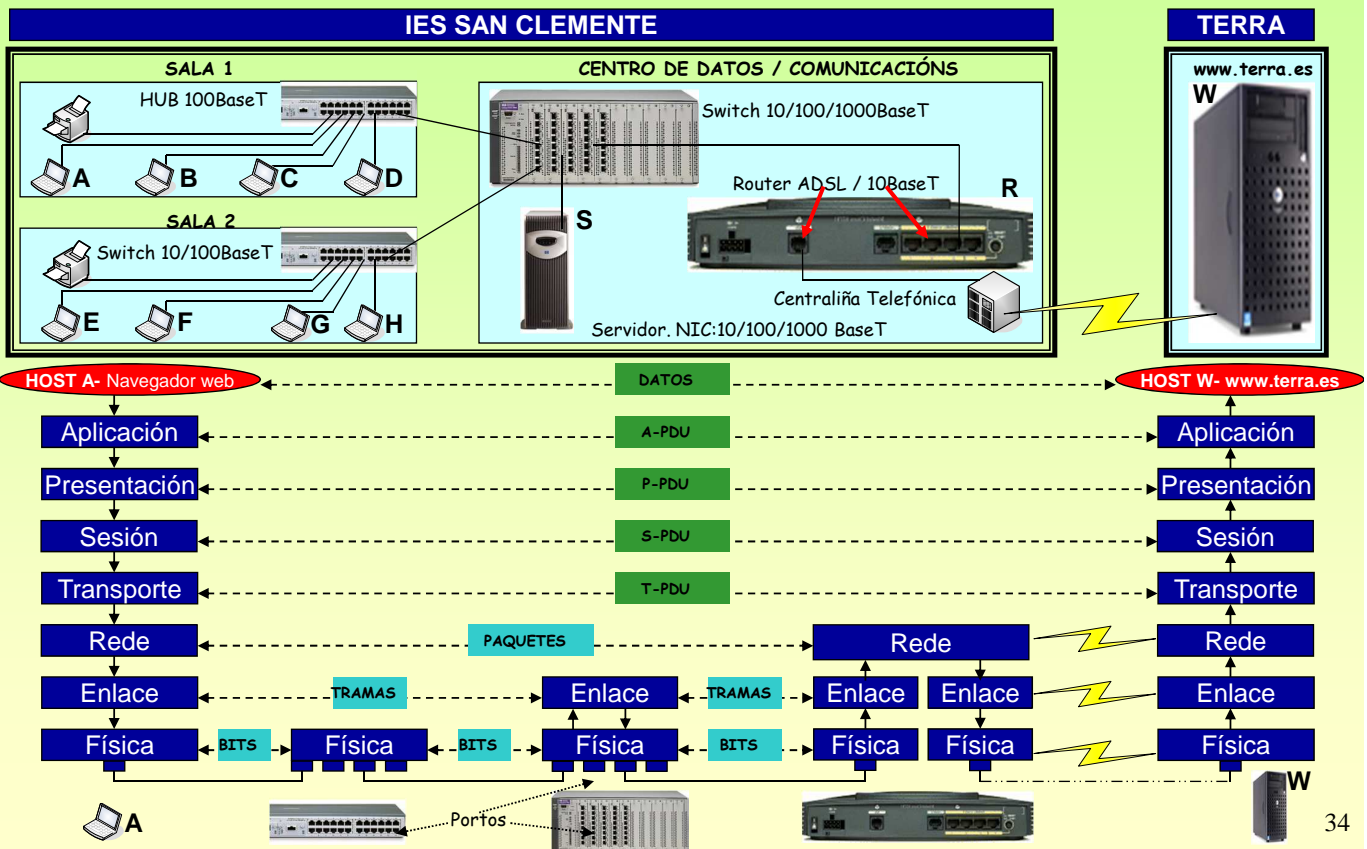 IES SAN CLEMENTE
TERRA
SALA 1
HUB 100BaseT
A
B
C
D
SALA 2
Switch 10/100BaseT
E
F
G
H
CENTRO DE DATOS / COMUNICACIÓNS
Switch 10/100/1000BaseT
S
Router ADSL / 10BaseT
R
Centraliña Telefónica
Servidor. NIC:10/100/1000 BaseT
www.terra.es
W
HOST A- Navegador web
DATOS
HOST W- www.terra.es
Aplicación
A-PDU
Aplicación
Presentación
P-PDU
Presentación
Sesión
S-PDU
Sesión
Transporte
T-PDU
Transporte
Rede
PAQUETES
Rede
Rede
Enlace
TRAMAS
Enlace
TRAMAS
Enlace
Enlace
Enlace
Física
BITS
Física
BITS
Física
BITS
Física
Física
Física
A
Portos
W
34